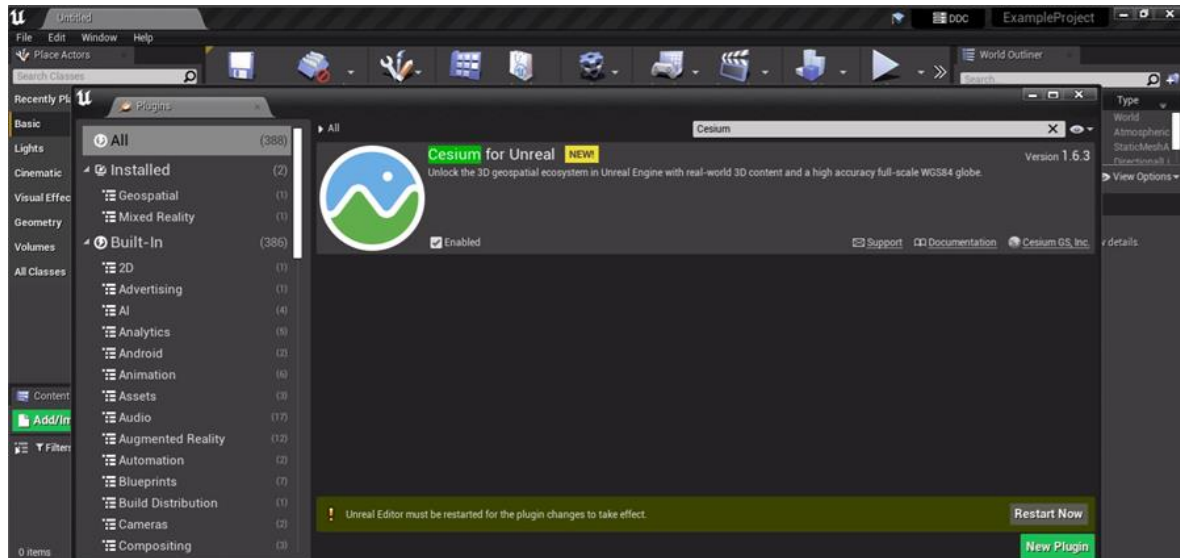 Untitled
DDC
ExampleProject
File Edit Window Help
Place Actors
World Outliner
Search Classes
Search
Recently Pla
Plugins
Type
Basic
All (388)
All
Cesium
World
Atmospheric
Lights
Cesium for Unreal NEW!
Version 1.6.3
StaticMeshA
DirectionalLi
Cinematic
Installed (2)
Unlock the 3D geospatial ecosystem in Unreal Engine with real-world 3D content and a high accuracy full-scale WGS84 globe.
View Options
Visual Effec
Geospatial (1)
Geometry
Mixed Reality (1)
Volumes
Built-In (386)
Enabled
Support Documentation Cesium GS, Inc.
details.
All Classes
2D (1)
Advertising (1)
AI (4)
Analytics (5)
Android (2)
Animation (6)
Content
Assets (3)
Add/Im
Audio (17)
Filters
Augmented Reality (12)
Automation (2)
Blueprints (7)
Build Distribution (1)
Unreal Editor must be restarted for the plugin changes to take effect.
Restart Now
Cameras (2)
0 items
Compositing (3)
New Plugin